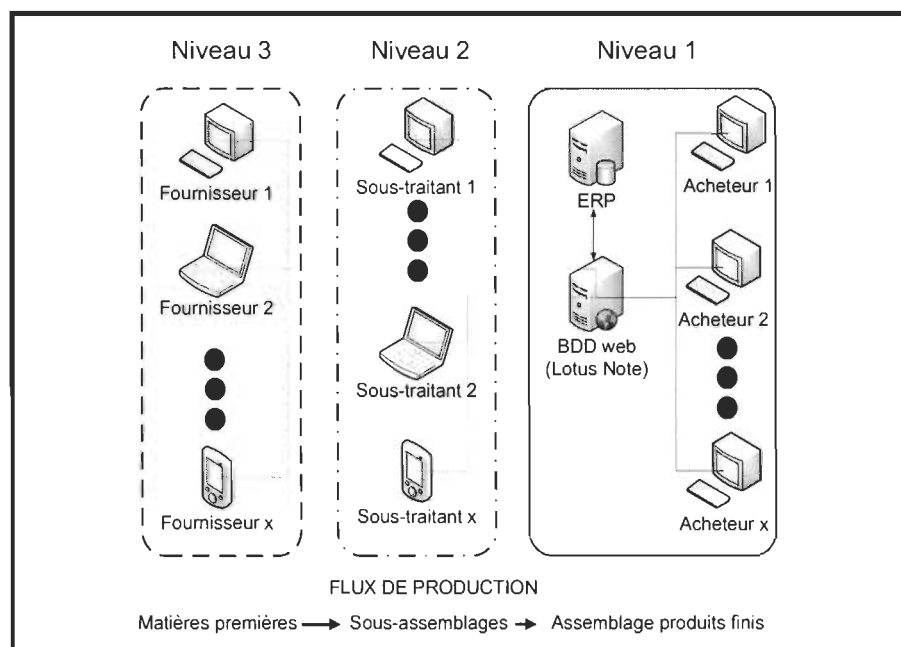 Niveau 3
Niveau 2
Niveau 1
Fournisseur 1
Fournisseur 2
Fournisseur x
Sous-traitant 1
Sous-traitant 2
Sous-traitant x
ERP
BDD web
(Lotus Note)
Acheteur 1
Acheteur 2
Acheteur x
FLUX DE PRODUCTION
Matières premières → Sous-assemblages → Assemblage produits finis